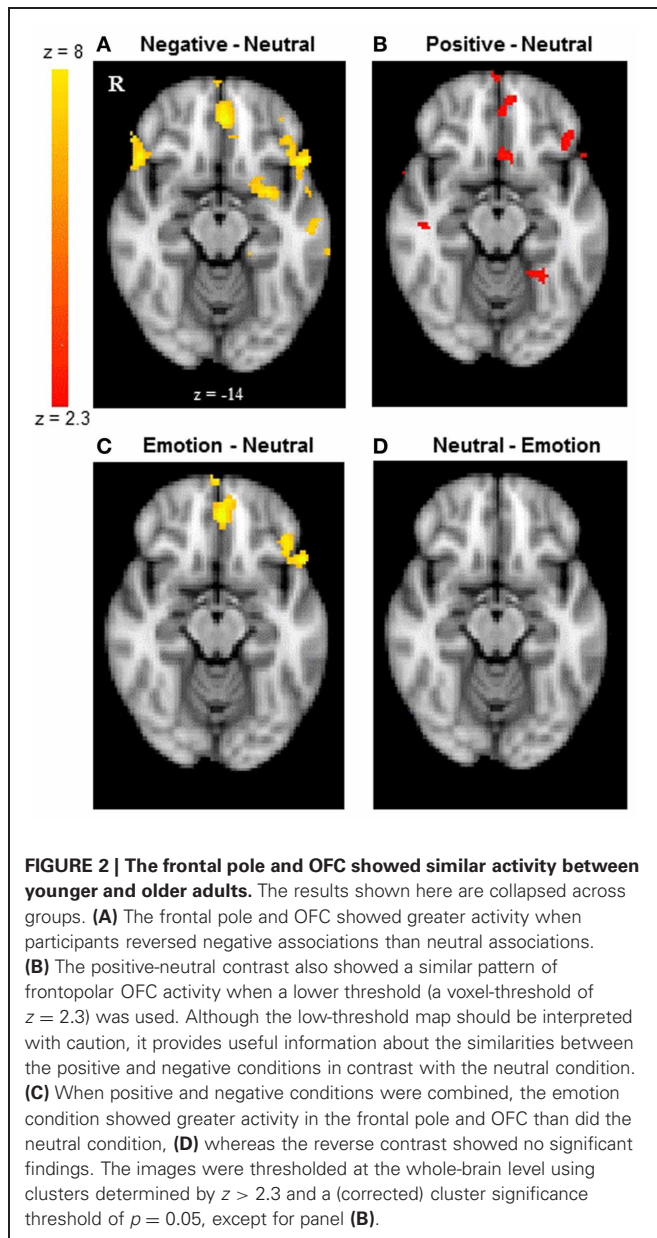 z = 8
A Negative - Neutral
B Positive - Neutral
R
z = -14
z = 2.3
C Emotion - Neutral
D Neutral - Emotion
FIGURE 2 | The frontal pole and OFC showed similar activity between
younger and older adults. The results shown here are collapsed across
groups. (A) The frontal pole and OFC showed greater activity when
participants reversed negative associations than neutral associations.
(B) The positive-neutral contrast also showed a similar pattern of
frontopolar OFC activity when a lower threshold (a voxel-threshold of
z = 2.3) was used. Although the low-threshold map should be interpreted
with caution, it provides useful information about the similarities between
the positive and negative conditions in contrast with the neutral condition.
(C) When positive and negative conditions were combined, the emotion
condition showed greater activity in the frontal pole and OFC than did the
neutral condition, (D) whereas the reverse contrast showed no significant
findings. The images were thresholded at the whole-brain level using
clusters determined by z > 2.3 and a (corrected) cluster significance
threshold of p = 0.05, except for panel (B).